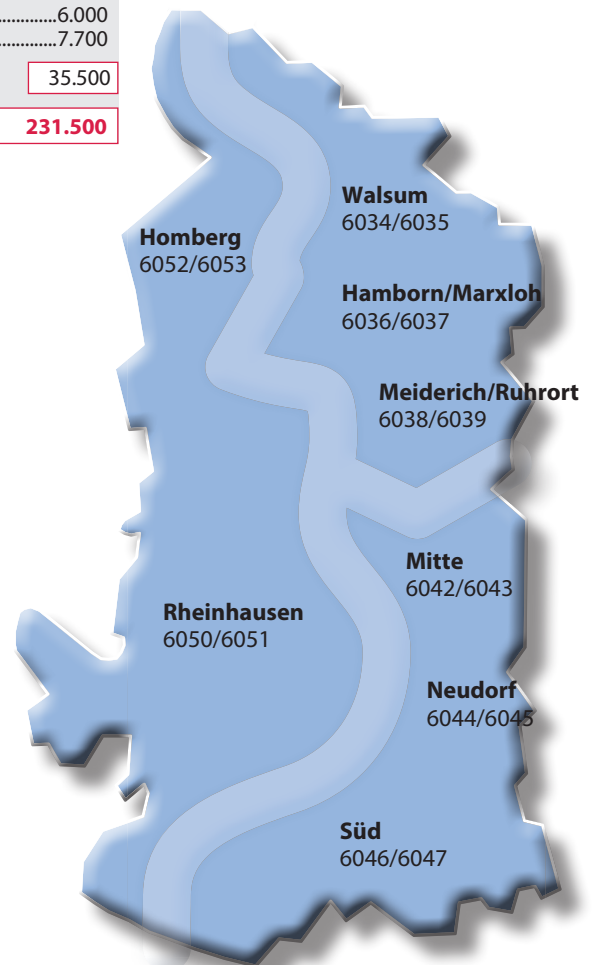 ..............6.000
..............7.700
35.500
231.500
Walsum
6034/6035
Homberg
6052/6053
Hamborn/Marxloh
6036/6037
Meiderich/Ruhrort
6038/6039
Mitte
6042/6043
Rheinhausen
6050/6051
Neudorf
6044/6045
Süd
6046/6047